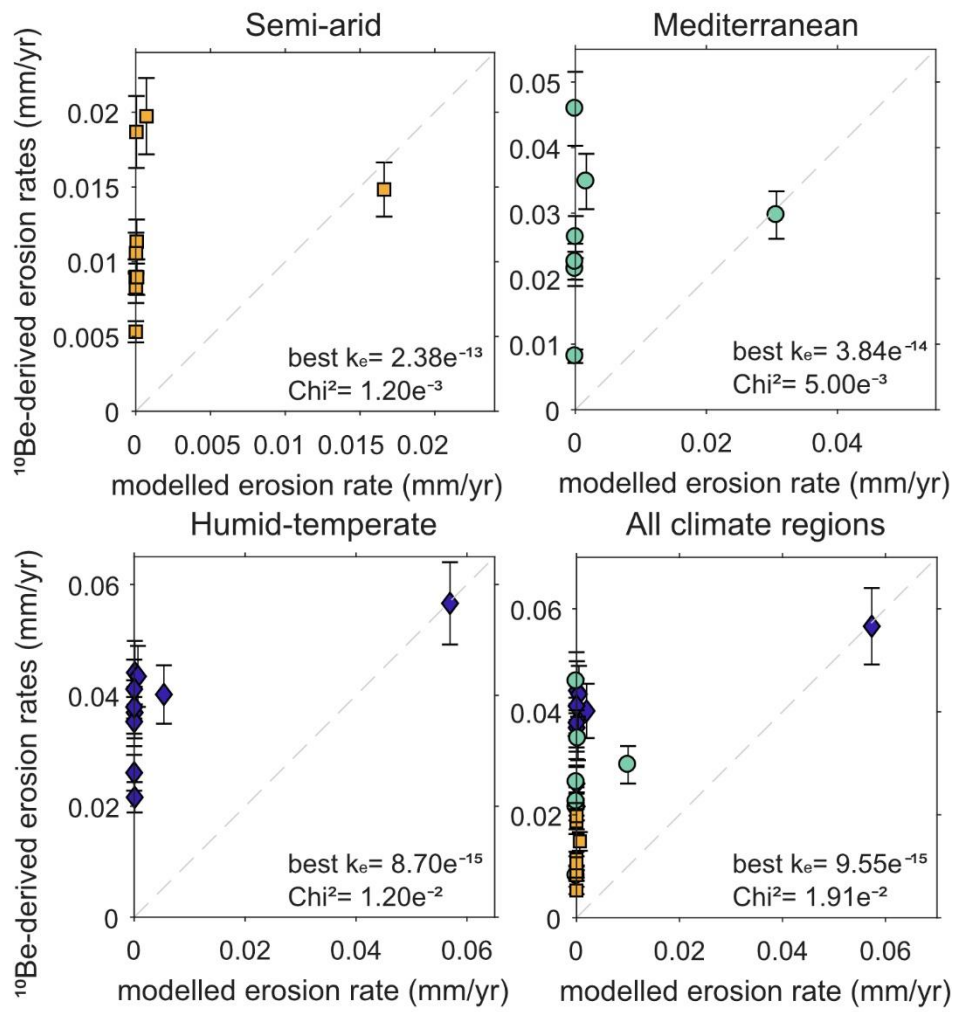 Semi-arid
¹⁰Be-derived erosion rates (mm/yr)
0.02
0.015
0.01
0.005
0
0 0.005 0.01 0.015 0.02
best kₑ= 2.38e⁻¹³
Chi²= 1.20e⁻³
modelled erosion rate (mm/yr)
Mediterranean
0.05
0.04
0.03
0.02
0.01
0
0 0.02 0.04
best kₑ= 3.84e⁻¹⁴
Chi²= 5.00e⁻³
modelled erosion rate (mm/yr)
Humid-temperate
¹⁰Be-derived erosion rates (mm/yr)
0.06
0.04
0.02
0
0 0.02 0.04 0.06
best kₑ= 8.70e⁻¹⁵
Chi²= 1.20e⁻²
modelled erosion rate (mm/yr)
All climate regions
0.06
0.04
0.02
0
0 0.02 0.04 0.06
best kₑ= 9.55e⁻¹⁵
Chi²= 1.91e⁻²
modelled erosion rate (mm/yr)